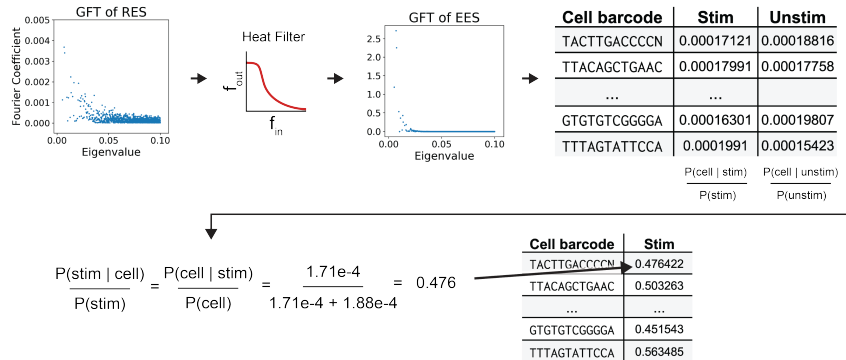 GFT of RES
0.005
0.004
0.003
0.002
0.001
0.000
Fourier Coefficient
0.00 0.05 0.10
Eigenvalue
Heat Filter
f_out
f_in
GFT of EES
2.5
2.0
1.5
1.0
0.5
0.0
0.00 0.05 0.10
Eigenvalue
Cell barcode Stim Unstim
TACTTGACCCCN 0.00017121 0.00018816
TTACAGCTGAAC 0.00017991 0.00017758
... ...
GTGTGTCGGGGA 0.00016301 0.00019807
TTTAGTATTCCA 0.0001991 0.00015423
P(cell | stim) P(cell | unstim)
P(stim) P(unstim)
P(stim | cell) P(cell | stim) 1.71e-4
= = = 0.476
P(stim) P(cell) 1.71e-4 + 1.88e-4
Cell barcode Stim
TACTTGACCCCN 0.476422
TTACAGCTGAAC 0.503263
... ...
GTGTGTCGGGGA 0.451543
TTTAGTATTCCA 0.563485